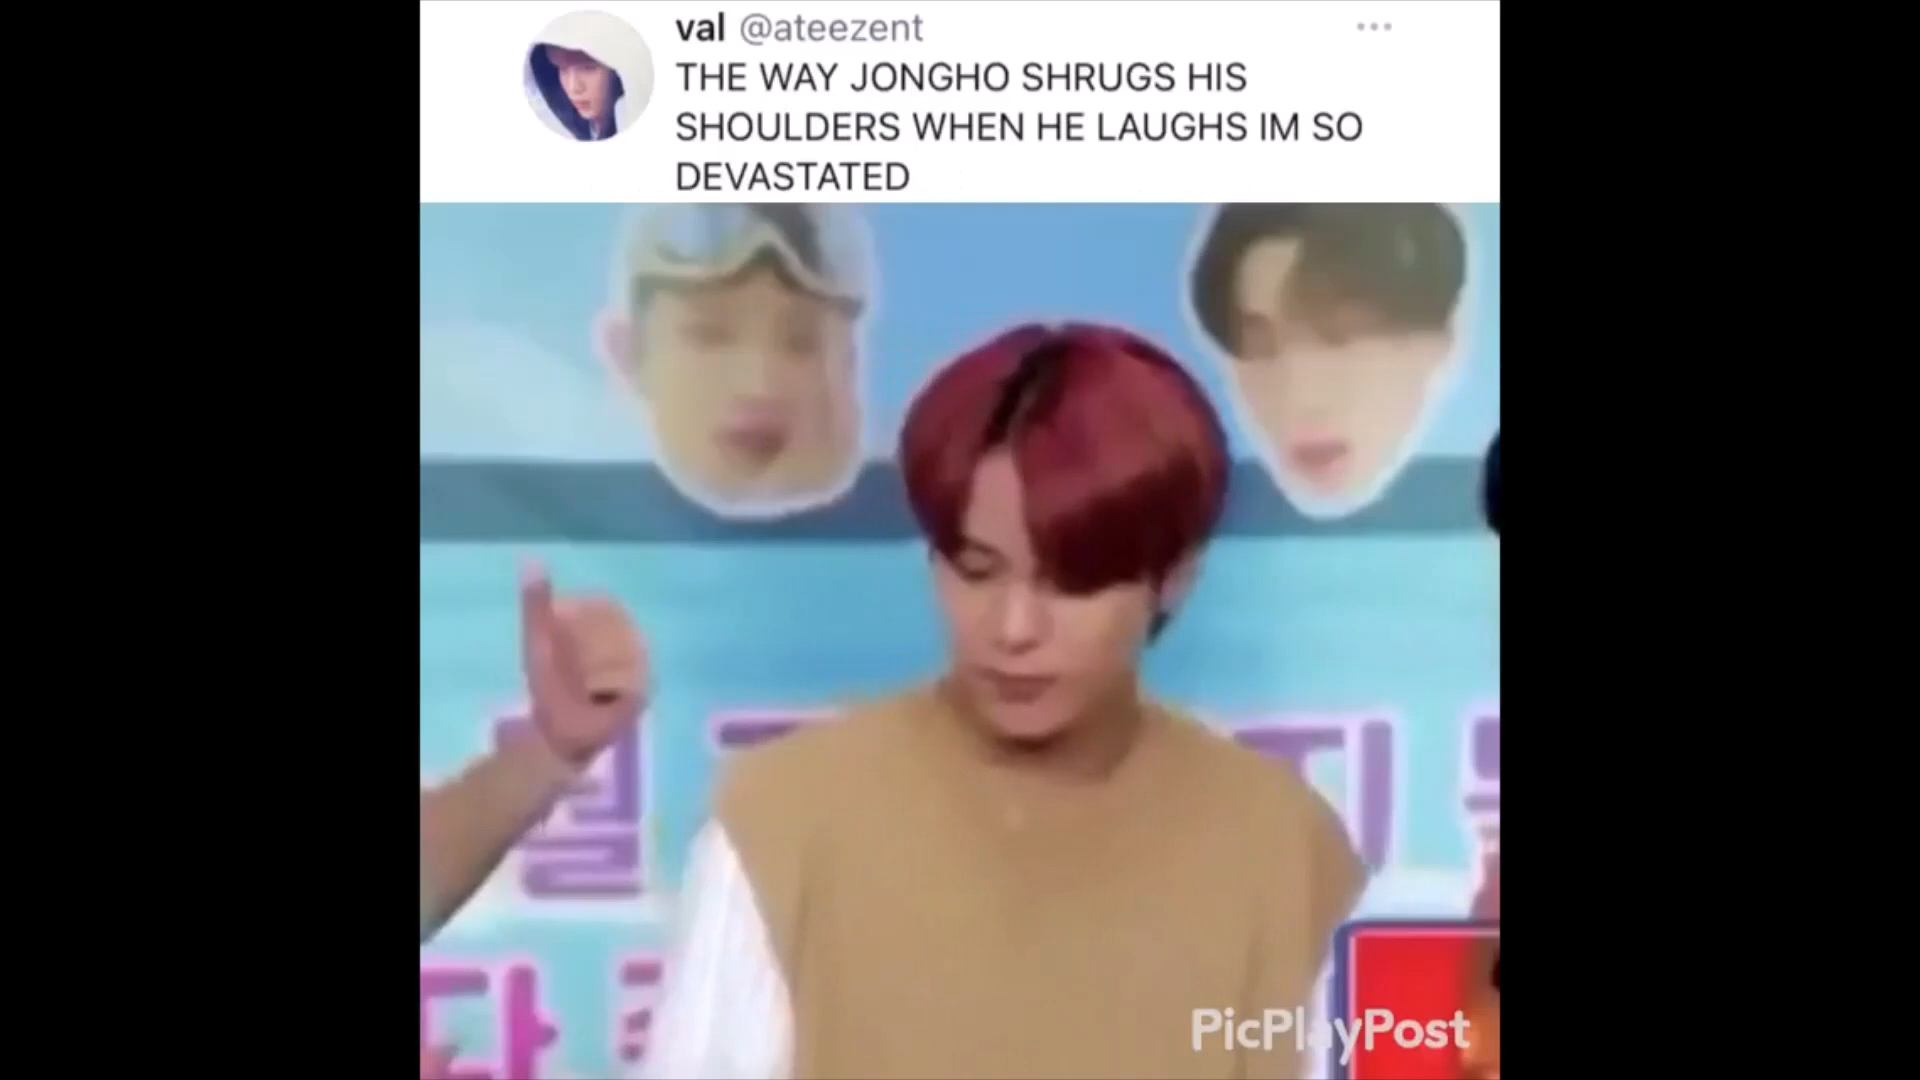 val @ateezent
THE WAY JONGHO SHRUGS HIS
SHOULDERS WHEN HE LAUGHS IM SO
DEVASTATED
PicPlayPost